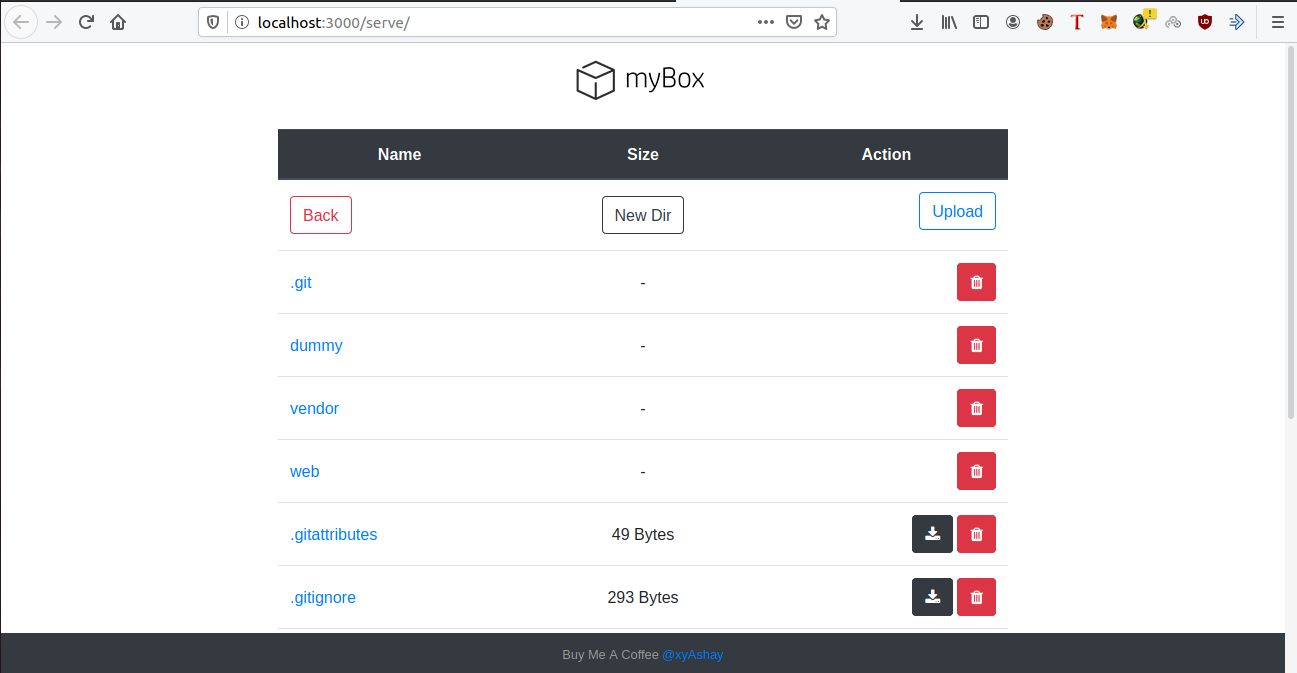 localhost:3000/serve/
T
!
UD
myBox
Name Size Action
Back New Dir Upload
.git -
dummy -
vendor -
web -
.gitattributes 49 Bytes
.gitignore 293 Bytes
Buy Me A Coffee @xyAshay